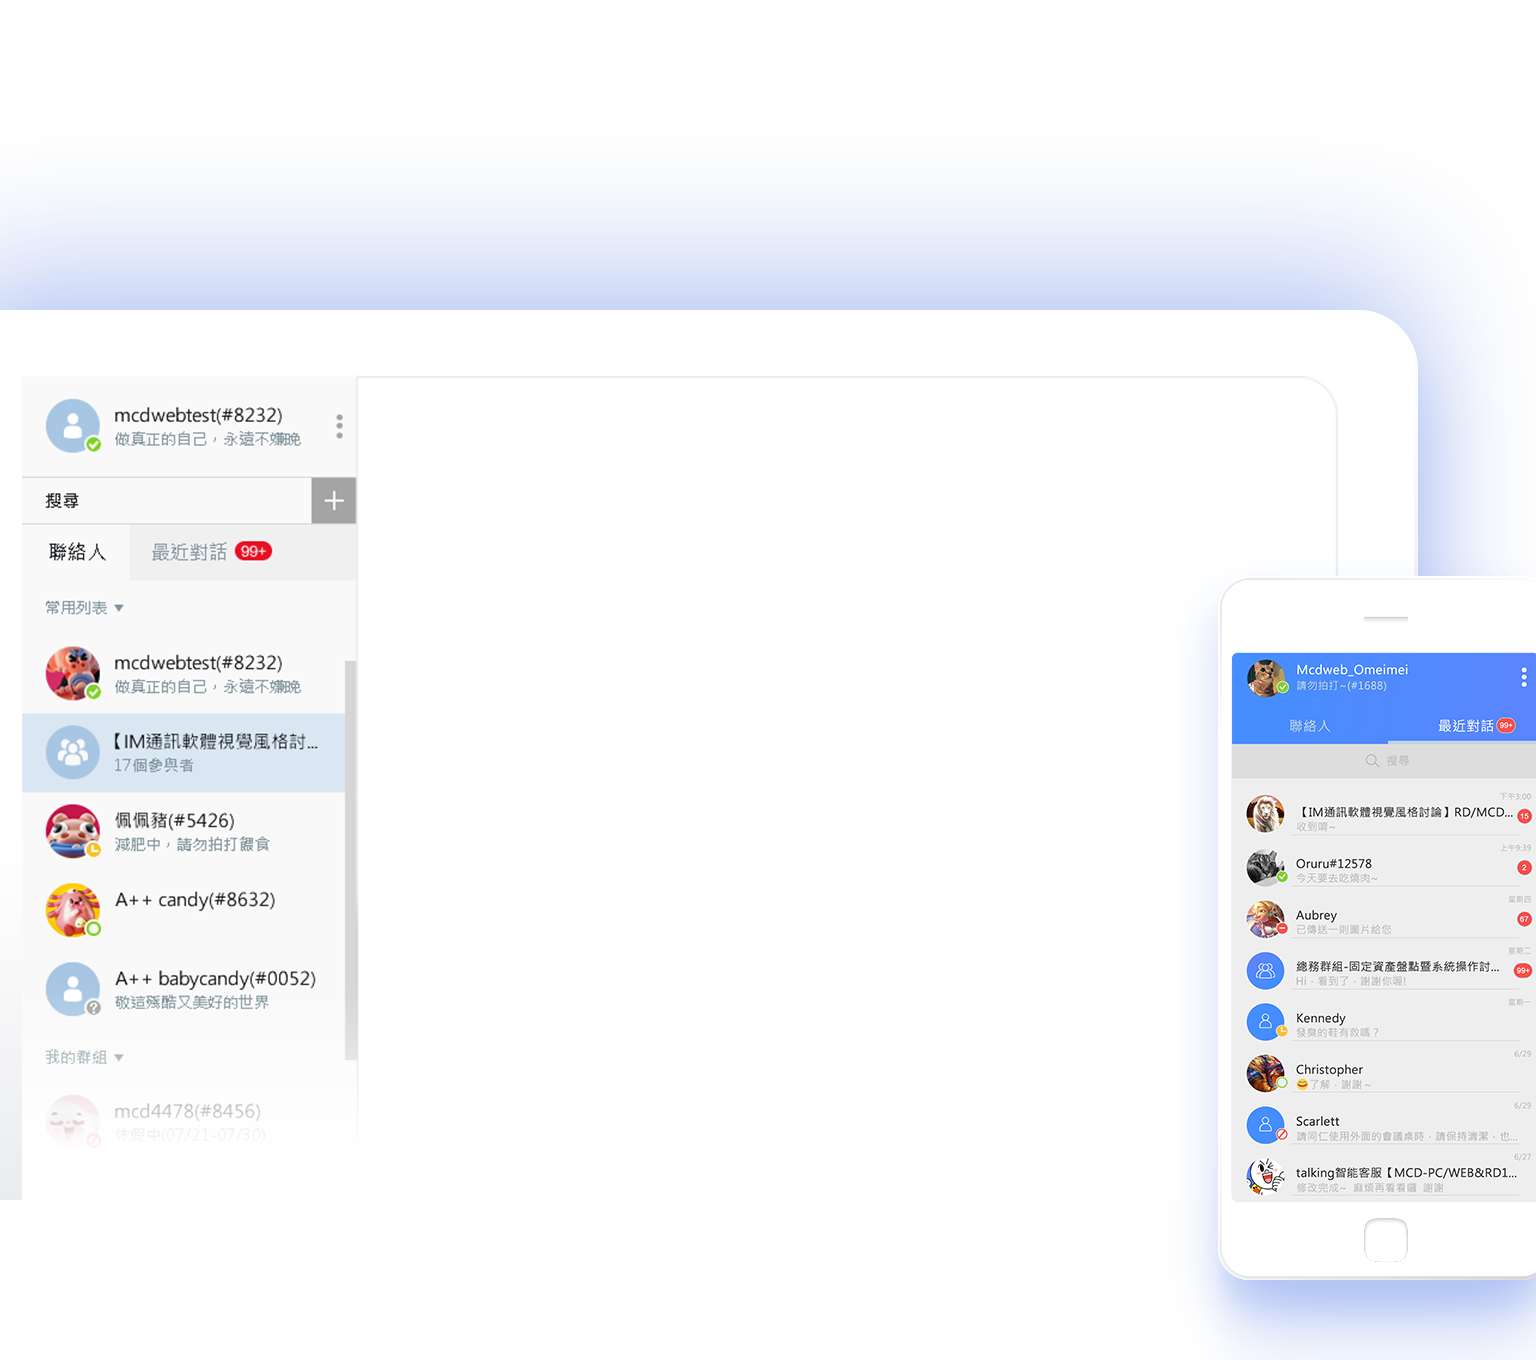 mcdwebtest(#8232)
做真正的自己，永遠不嫌晚
搜尋
聯絡人
最近對話 99+
常用列表
mcdwebtest(#8232)
做真正的自己，永遠不嫌晚
【IM通訊軟體視覺風格討...
17個參與者
佩佩豬(#5426)
減肥中，請勿拍打餵食
A++ candy(#8632)
A++ babycandy(#0052)
敬這殘酷又美好的世界
我的群組
mcd4478(#8456)
休假中(07/21-07/30)
Mcdweb_Omeimei
請勿拍打~(#1688)
聯絡人
最近對話 99+
搜尋
下午3:00
【IM通訊軟體視覺風格討論】RD/MCD... 15
收到唷~
上午9:39
Oruru#12578 2
今天要去吃燒肉~
星期四
Aubrey 67
已傳送一則圖片給您
星期二
總務群組-固定資產盤點暨系統操作討... 99+
Hi，看到了，謝謝你喔!
星期一
Kennedy
發臭的鞋有救嗎？
6/29
Christopher
😂了解，謝謝~
6/29
Scarlett
請同仁使用外面的會議桌時，請保持清潔，也...
6/27
talking智能客服【MCD-PC/WEB&RD1...
修改完成~ 麻煩再看看囉 謝謝